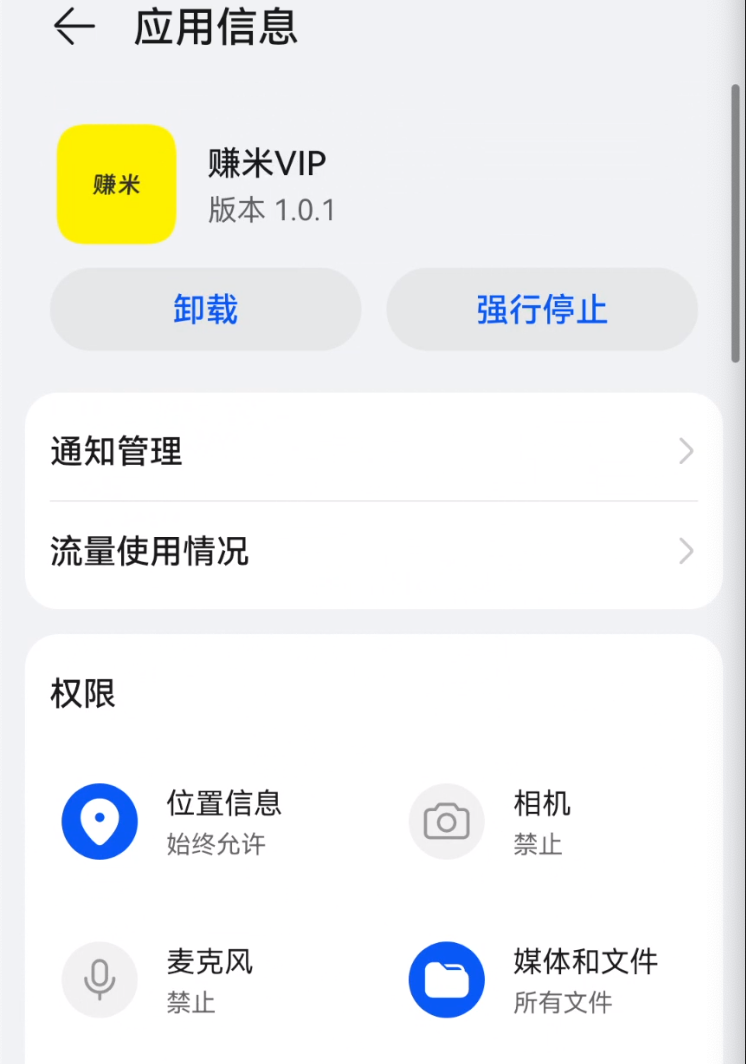 应用信息
赚米
赚米VIP
版本 1.0.1
卸载
强行停止
通知管理
流量使用情况
权限
位置信息
始终允许
相机
禁止
麦克风
禁止
媒体和文件
所有文件